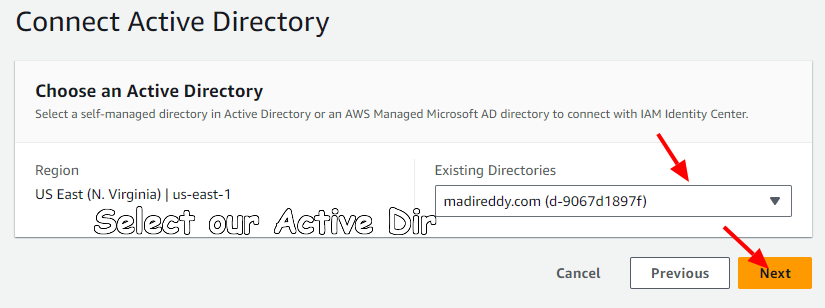 Connect Active Directory
Choose an Active Directory
Select a self-managed directory in Active Directory or an AWS Managed Microsoft AD directory to connect with IAM Identity Center.
Region
US East (N. Virginia) | us-east-1
Existing Directories
madireddy.com (d-9067d1897f)
Select our Active Dir
Cancel
Previous
Next